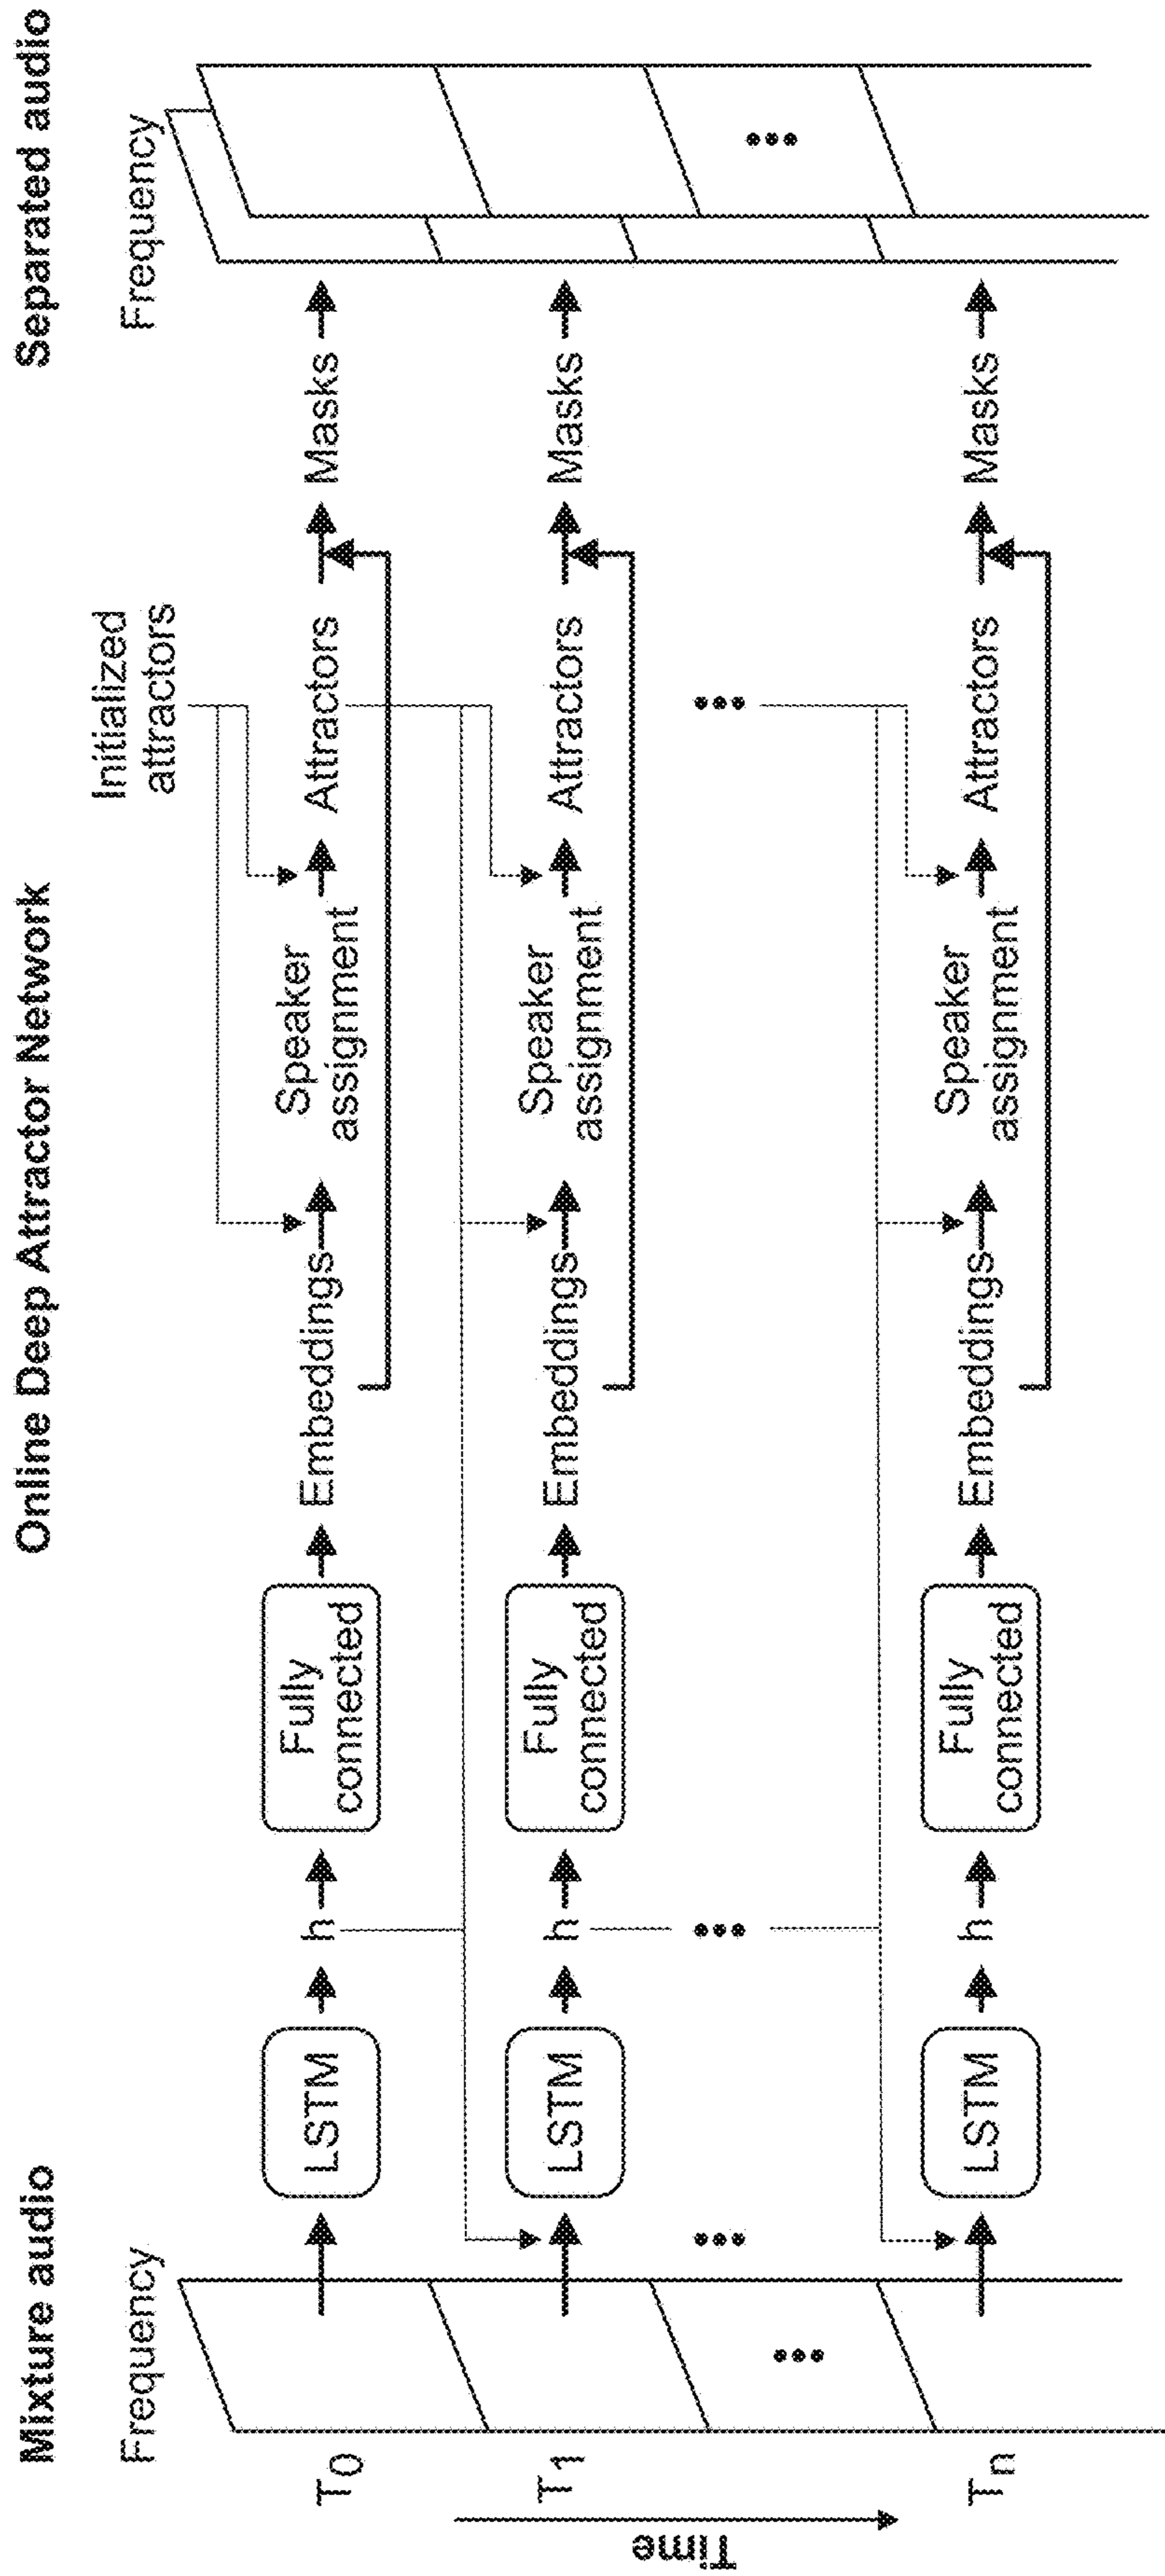 Mixture audio
Online Deep Attractor Network
Separated audio
Frequency
Initialized
attractors
Frequency
T0
LSTM
h
Fully
connected
Embeddings
Speaker
assignment
Attractors
Masks
T1
LSTM
h
Fully
connected
Embeddings
Speaker
assignment
Attractors
Masks
Tn
LSTM
h
Fully
connected
Embeddings
Speaker
assignment
Attractors
Masks
Time